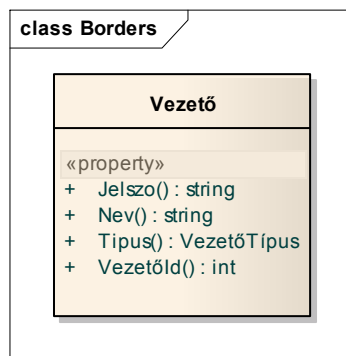 class Borders
Vezető
«property»
+ Jelszo() : string
+ Nev() : string
+ Tipus() : VezetőTípus
+ VezetőId() : int